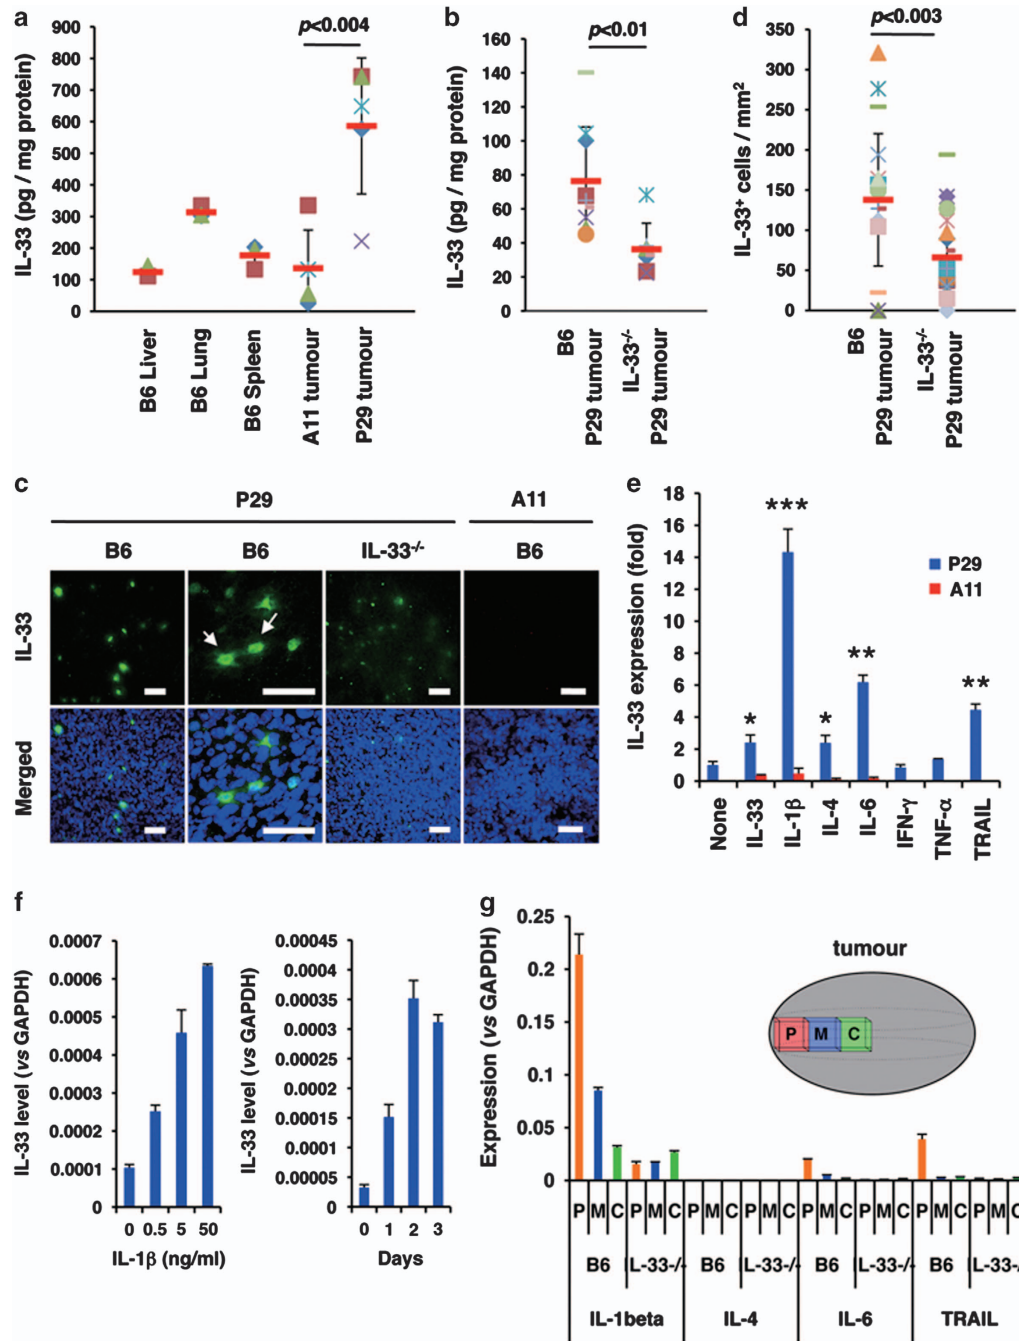 a
p<0.004
IL-33 (pg / mg protein)
900
800
700
600
500
400
300
200
100
0
B6 Liver
B6 Lung
B6 Spleen
A11 tumour
P29 tumour
b
p<0.01
IL-33 (pg / mg protein)
160
140
120
100
80
60
40
20
0
B6
P29 tumour
IL-33-/-
P29 tumour
d
p<0.003
IL-33+ cells / mm2
350
300
250
200
150
100
50
0
B6
P29 tumour
IL-33-/-
P29 tumour
c
P29 A11
B6 B6 IL-33-/- B6
IL-33
Merged
e
IL-33 expression (fold)
18
16
14
12
10
8
6
4
2
0
* *** * ** **
P29
A11
None
IL-33
IL-1β
IL-4
IL-6
IFN-γ
TNF-α
TRAIL
f
IL-33 level (vs GAPDH)
0.0007
0.0006
0.0005
0.0004
0.0003
0.0002
0.0001
0
0 0.5 5 50
IL-1β (ng/ml)
IL-33 level (vs GAPDH)
0.00045
0.0004
0.00035
0.0003
0.00025
0.0002
0.00015
0.0001
0.00005
0
0 1 2 3
Days
g
Expression (vs GAPDH)
0.25
0.2
0.15
0.1
0.05
0
tumour
P M C
P M C P M C P M C P M C P M C P M C P M C P M C
B6 IL-33-/- B6 IL-33-/- B6 IL-33-/- B6 IL-33-/
IL-1beta IL-4 IL-6 TRAIL